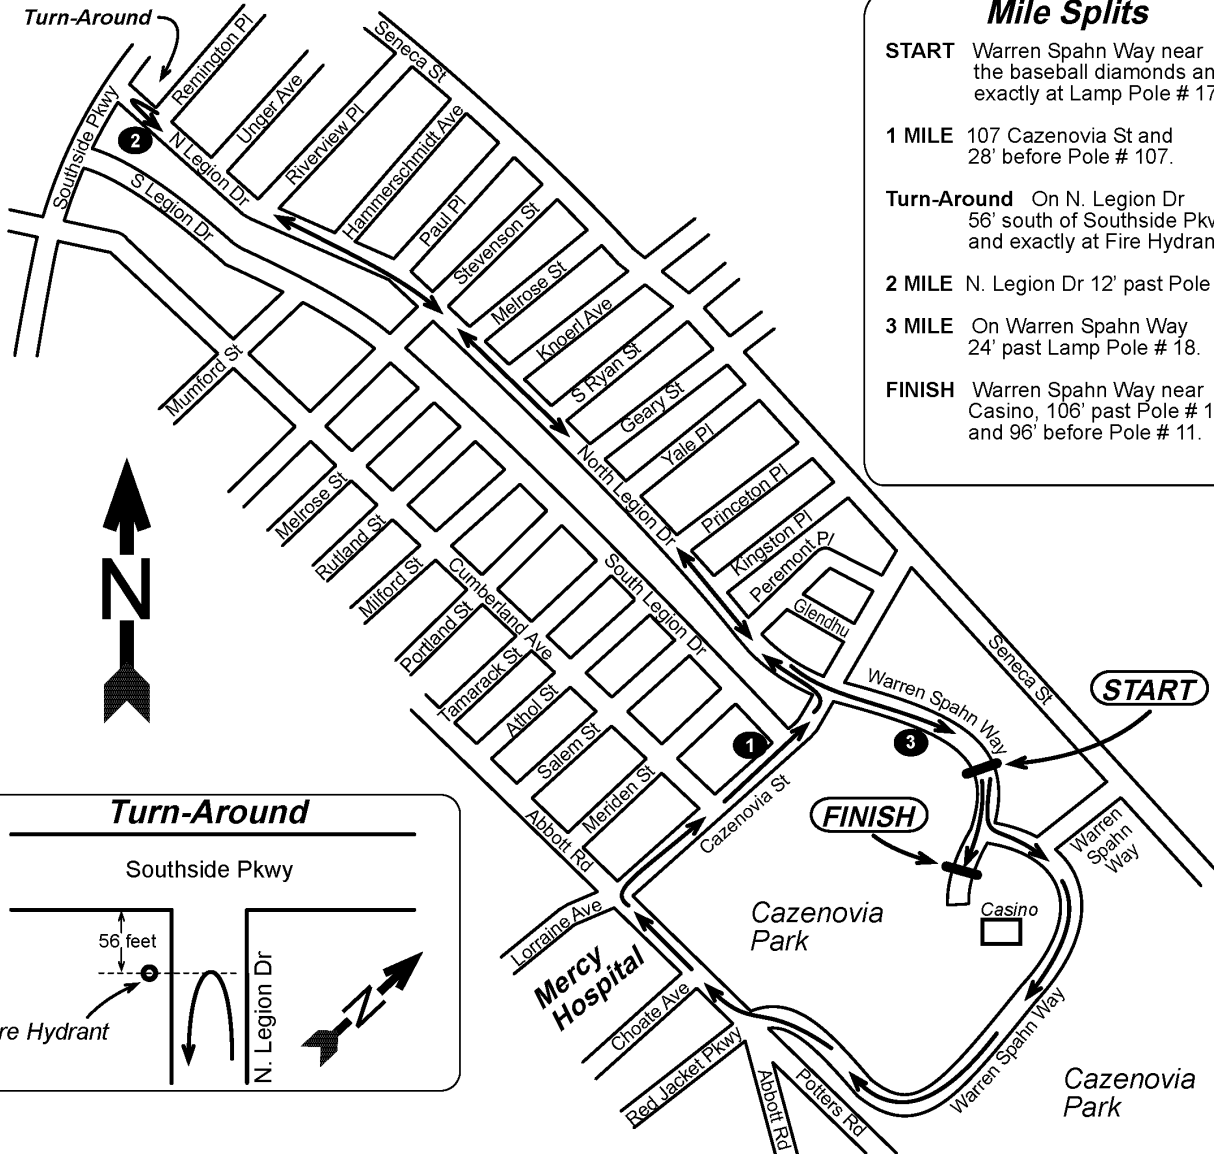 Turn-Around
Remington Pl
Seneca St
Southside Pkwy
2
N Legion Dr
Unger Ave
Riverview Pl
Hammerschmidt Ave
S Legion Dr
Paul Pl
Stevenson St
Melrose St
Knoerl Ave
S Ryan St
Geary St
Yale Pl
Princeton Pl
Kingston Pl
Peremont Pl
Glendhu
North Legion Dr
Mumford St
Melrose St
Rutland St
Milford St
Portland St
Tamarack St
Athol St
Salem St
Meriden St
Cumberland Ave
South Legion Dr
Abbott Rd
1
Cazenovia St
Warren Spahn Way
3
Seneca St
START
FINISH
Warren
Spahn
Way
Casino
Cazenovia
Park
Lorraine Ave
Mercy
Hospital
Choate Ave
Red Jacket Pkwy
Abbott Rd
Potters Rd
Warren Spahn Way
Cazenovia
Park
N
Mile Splits
START Warren Spahn Way near
the baseball diamonds an
exactly at Lamp Pole # 17
1 MILE 107 Cazenovia St and
28' before Pole # 107.
Turn-Around On N. Legion Dr
56' south of Southside Pkw
and exactly at Fire Hydran
2 MILE N. Legion Dr 12' past Pole
3 MILE On Warren Spahn Way
24' past Lamp Pole # 18.
FINISH Warren Spahn Way near
Casino, 106' past Pole # 1
and 96' before Pole # 11.
Turn-Around
Southside Pkwy
56 feet
re Hydrant
N. Legion Dr
N